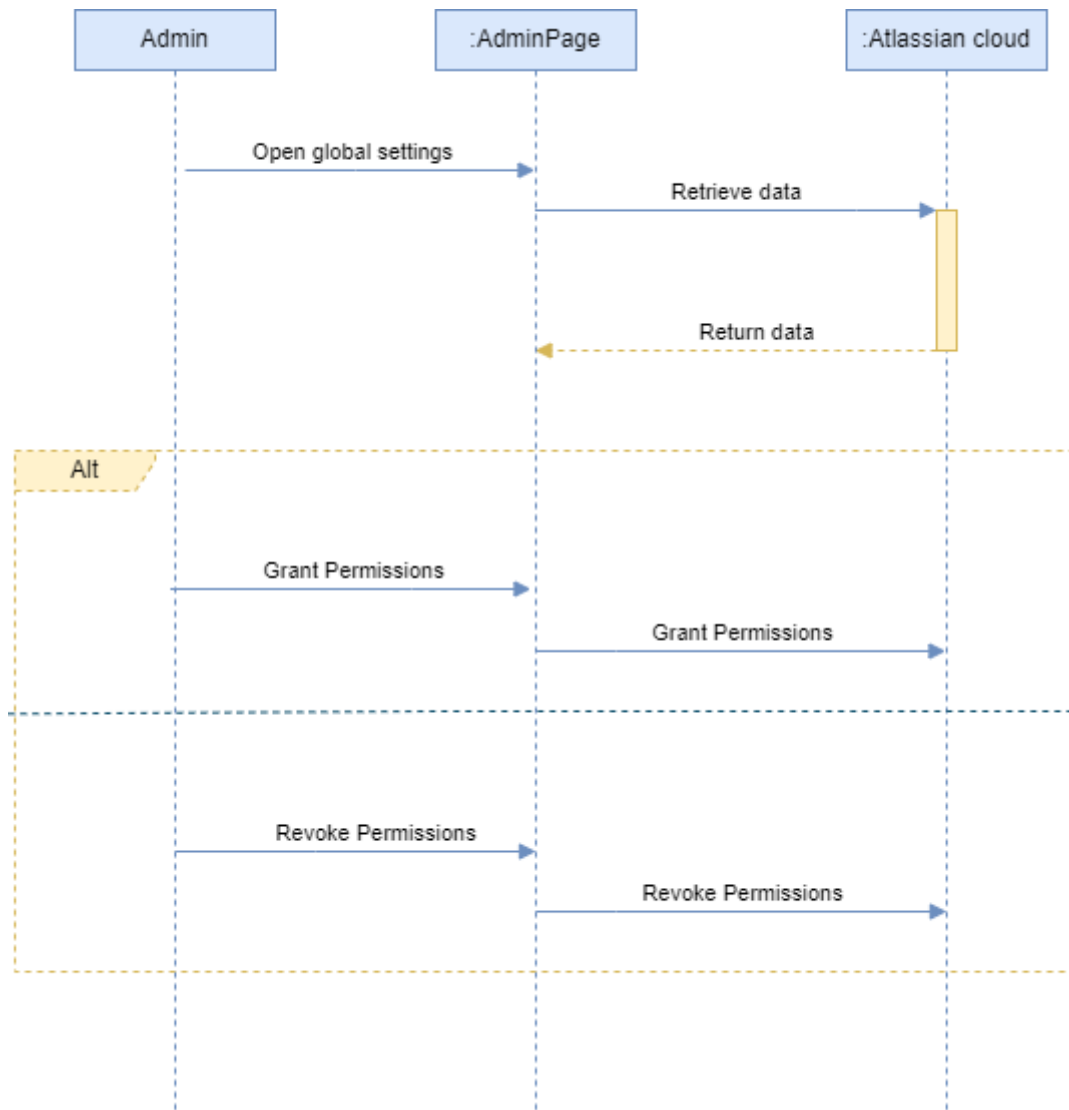 Admin
:AdminPage
:Atlassian cloud
Open global settings
Retrieve data
Return data
Alt
Grant Permissions
Grant Permissions
Revoke Permissions
Revoke Permissions